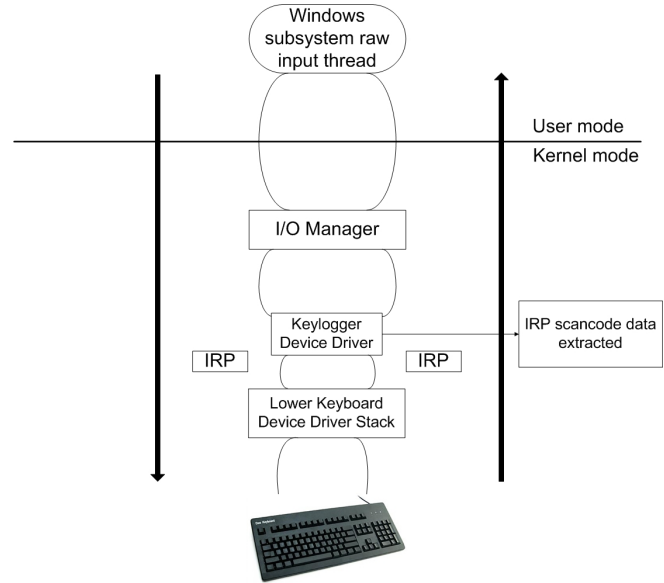 Windows
subsystem raw
input thread
User mode
Kernel mode
I/O Manager
Keylogger
Device Driver
IRP scancode data
extracted
IRP
IRP
Lower Keyboard
Device Driver Stack